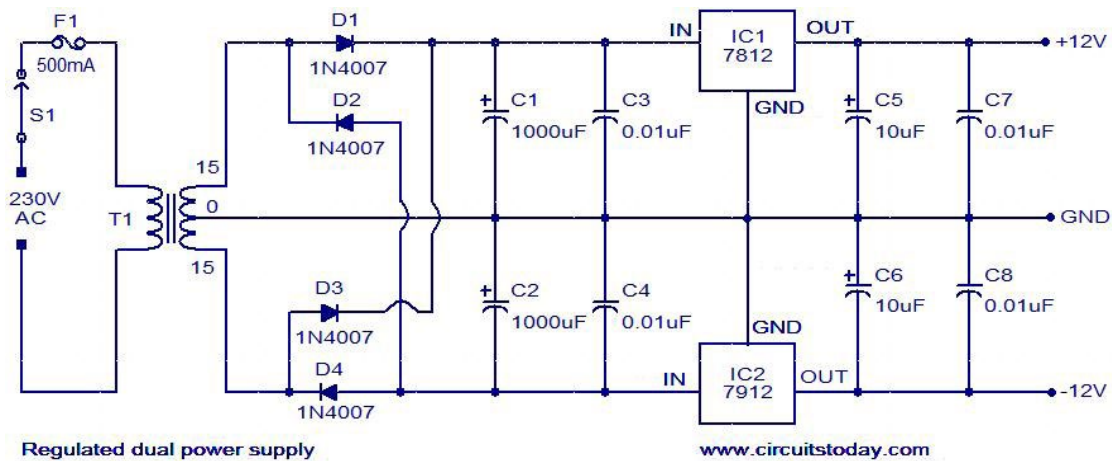 F1
500mA
S1
230V
AC
T1
15
0
15
D1
1N4007
D2
1N4007
D3
1N4007
D4
1N4007
+
C1
1000uF
C3
0.01uF
+
C2
1000uF
C4
0.01uF
IN
IC1
7812
OUT
GND
GND
IN
IC2
7912
OUT
+
C5
10uF
C7
0.01uF
+
C6
10uF
C8
0.01uF
+12V
GND
-12V
Regulated dual power supply
www.circuitstoday.com